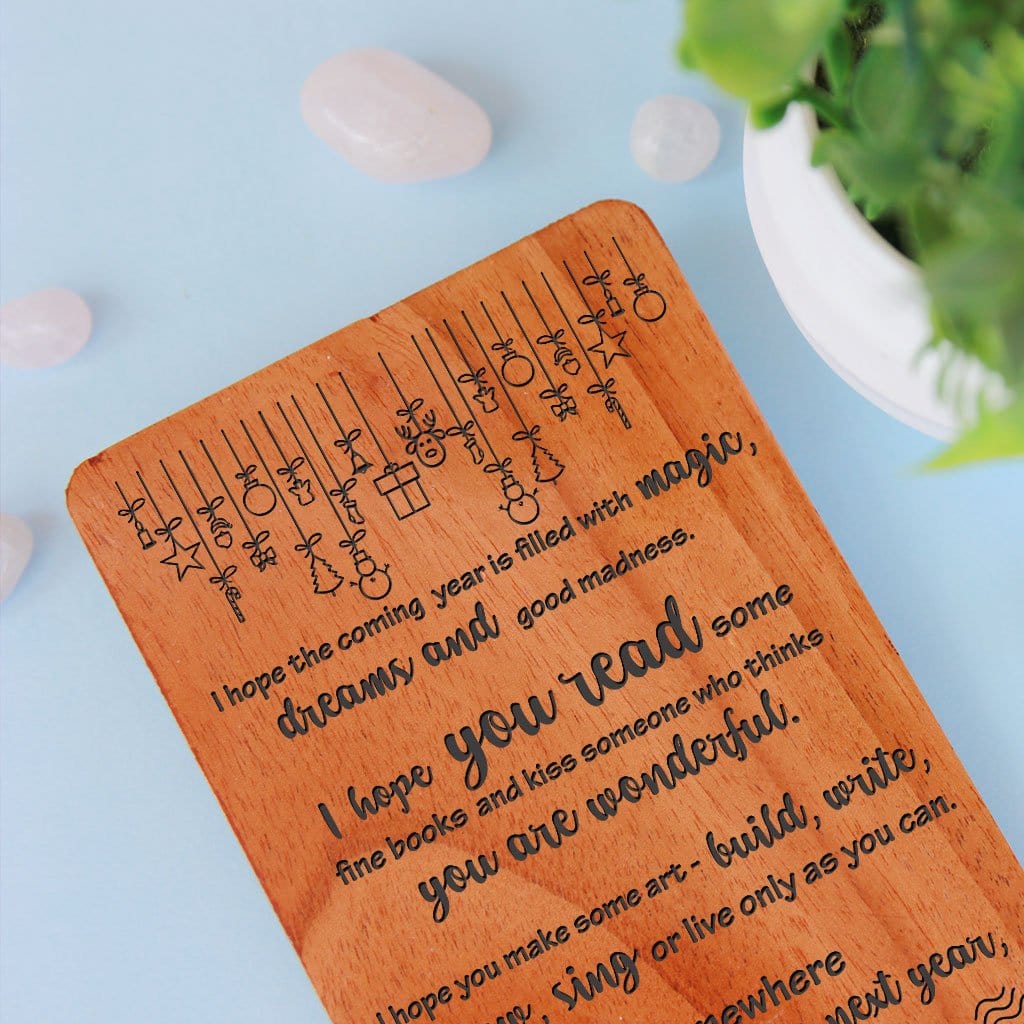 I hope the coming year is filled with magic,
dreams and good madness.
I hope you read some
fine books and kiss someone who thinks
you are wonderful.
I hope you make some art - build, write,
sing or live only as you can.
next year,